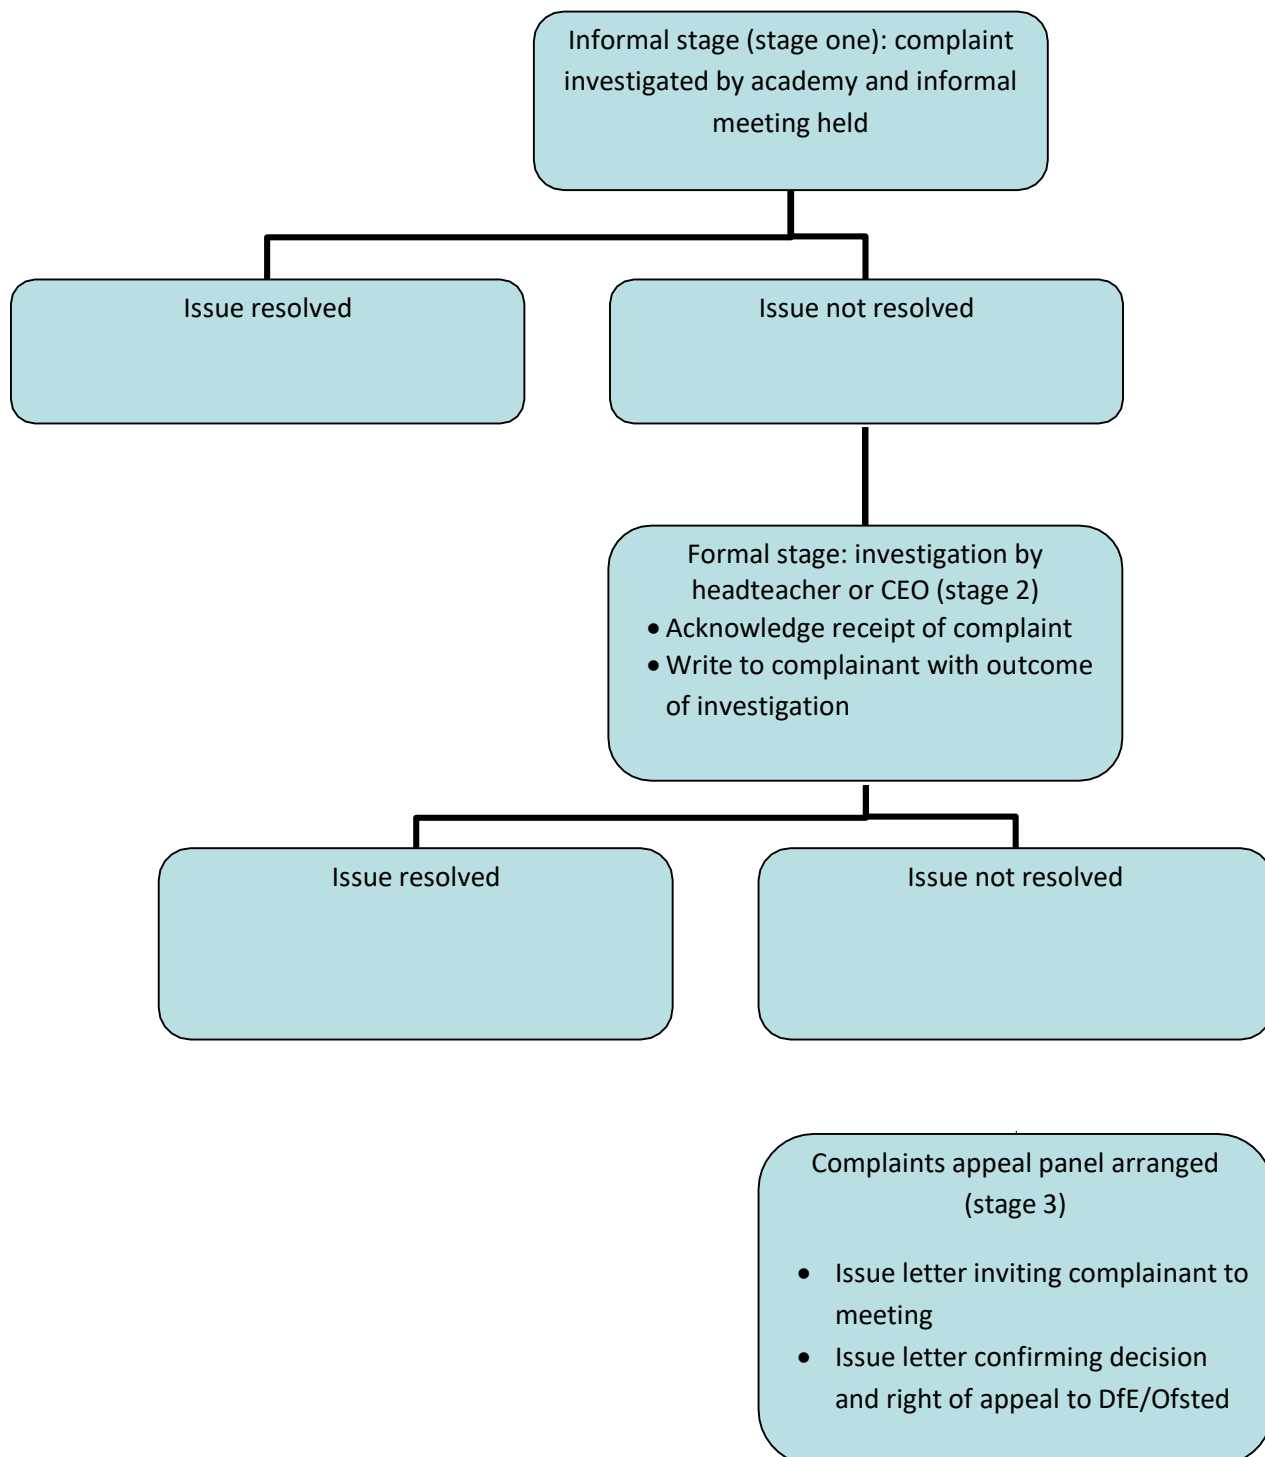 Informal stage (stage one): complaint
investigated by academy and informal
meeting held
Issue resolved
Issue not resolved
Formal stage: investigation by
headteacher or CEO (stage 2)
• Acknowledge receipt of complaint
• Write to complainant with outcome
of investigation
Issue resolved
Issue not resolved
Complaints appeal panel arranged
(stage 3)
• Issue letter inviting complainant to
meeting
• Issue letter confirming decision
and right of appeal to DfE/Ofsted